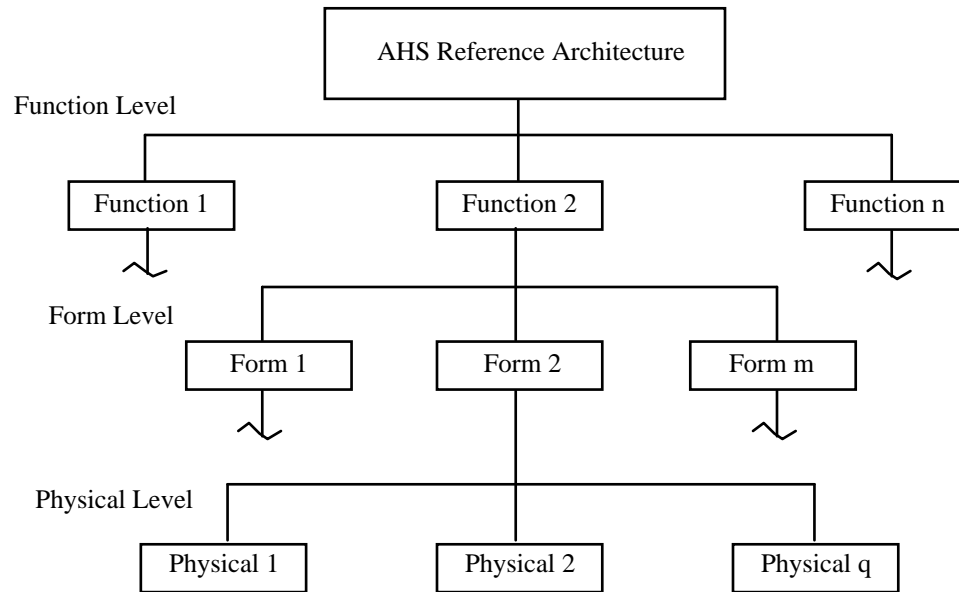 AHS Reference Architecture
Function Level
Function 1
Function 2
Function n
Form Level
Form 1
Form 2
Form m
Physical Level
Physical 1
Physical 2
Physical q